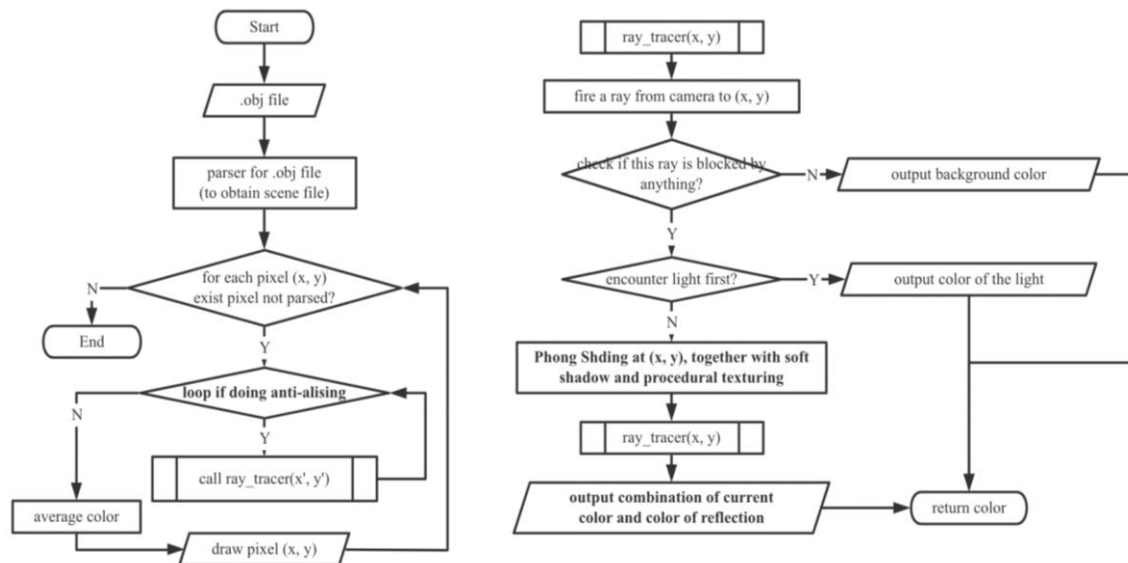 Start
.obj file
parser for .obj file
(to obtain scene file)
for each pixel (x, y)
exist pixel not parsed?
N
End
Y
loop if doing anti-alising
N
Y
call ray_tracer(x', y')
average color
draw pixel (x, y)
ray_tracer(x, y)
fire a ray from camera to (x, y)
check if this ray is blocked by
anything?
N
output background color
Y
encounter light first?
Y
output color of the light
N
Phong Shding at (x, y), together with soft
shadow and procedural texturing
ray_tracer(x, y)
output combination of current
color and color of reflection
return color